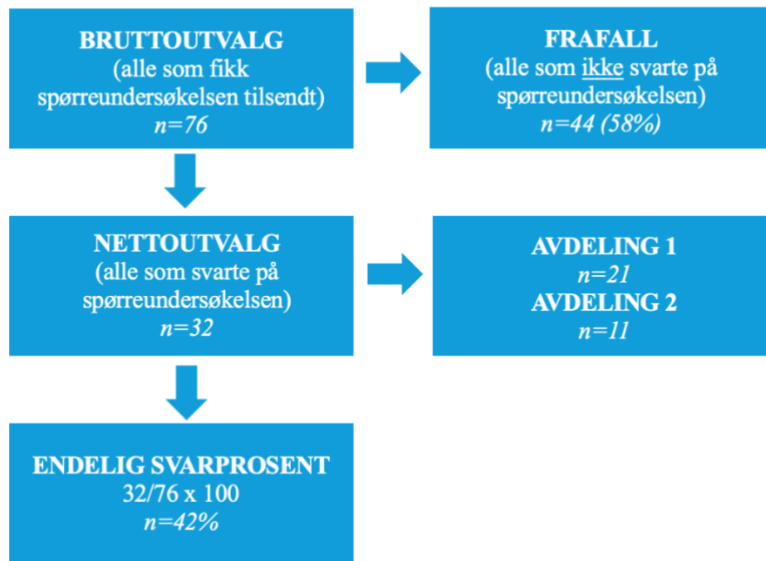 BRUTTOUTVALG
(alle som fikk
spørreundersøkelsen tilsendt)
n=76
FRAFALL
(alle som ikke svarte på
spørreundersøkelsen)
n=44 (58%)
NETTOUTVALG
(alle som svarte på
spørreundersøkelsen)
n=32
AVDELING 1
n=21
AVDELING 2
n=11
ENDELIG SVARPROSENT
32/76 x 100
n=42%